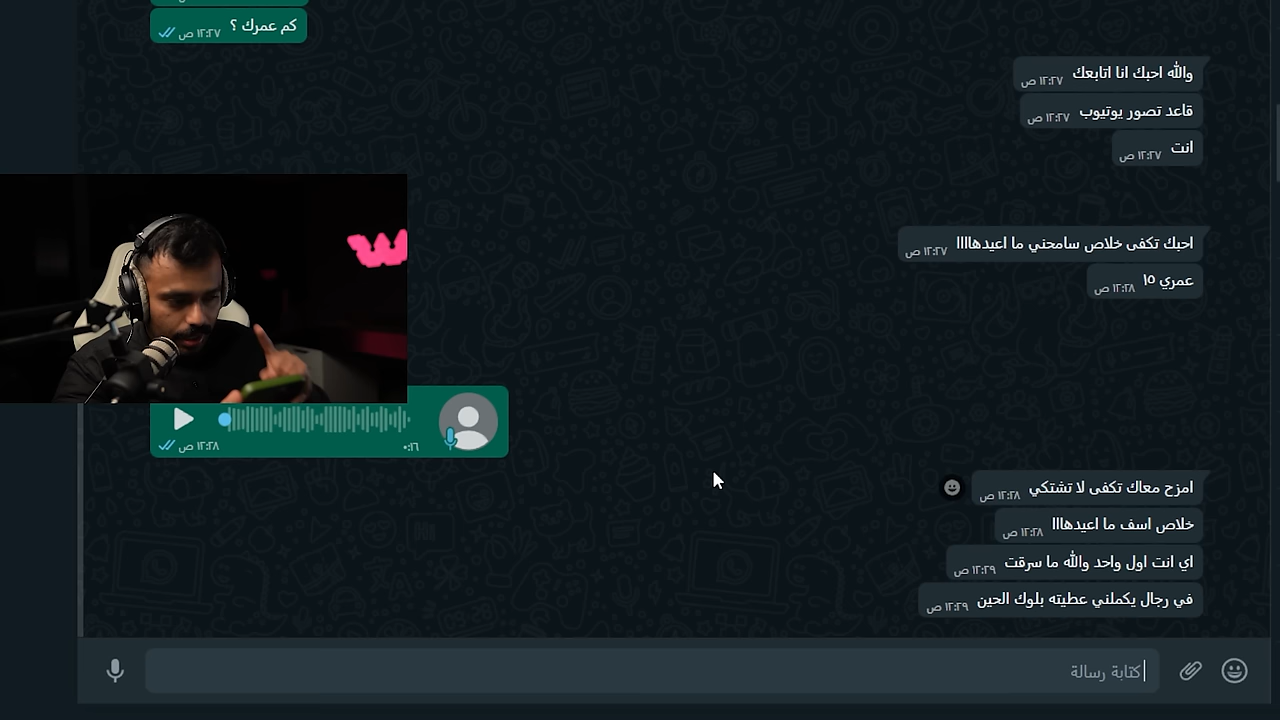 كم عمرك ؟ ١٢:٢٧ ص
والله احبك انا اتابعك ١٢:٢٧ ص
قاعد تصور يوتيوب ١٢:٢٧ ص
انت ١٢:٢٧ ص
احبك تكفى خلاص سامحني ما اعيدهاااا ١٢:٢٧ ص
عمري ١٥ ١٢:٢٨ ص
٠:١٦ ١٢:٢٨ ص
امزح معاك تكفى لا تشتكي ١٢:٢٨ ص
خلاص اسف ما اعيدهااا ١٢:٢٨ ص
اي انت اول واحد والله ما سرقت ١٢:٢٩ ص
في رجال يكملني عطيته بلوك الحين ١٢:٢٩ ص
كتابة رسالة